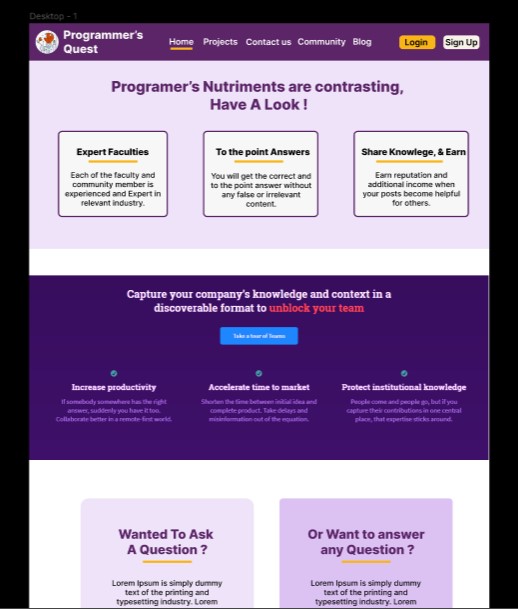 Desktop - 1
Programmer's
Quest
Home Projects Contact us Community Blog Login Sign Up
Programer's Nutriments are contrasting,
Have A Look !
Expert Faculties
Each of the faculty and
community member is
experienced and Expert in
relevant industry.
To the point Answers
You will get the correct and
to the point answer without
any false or irrelevant
content.
Share Knowlege, & Earn
Earn reputation and
additional income when
your posts become helpful
for others.
Capture your company's knowledge and context in a
discoverable format to unblock your team
Take a tour of Teams
Increase productivity
If somebody somewhere has the right
answer, suddenly you have it too.
Collaborate better in a remote-first world.
Accelerate time to market
Shorten the time between initial idea and
complete product. Take delays and
misinformation out of the equation.
Protect institutional knowledge
People come and people go, but if you
capture their contributions in one central
place, that expertise sticks around.
Wanted To Ask
A Question ?
Lorem Ipsum is simply dummy
text of the printing and
typesetting industry. Lorem
Or Want to answer
any Question ?
Lorem Ipsum is simply dummy
text of the printing and
typesetting industry. Lorem